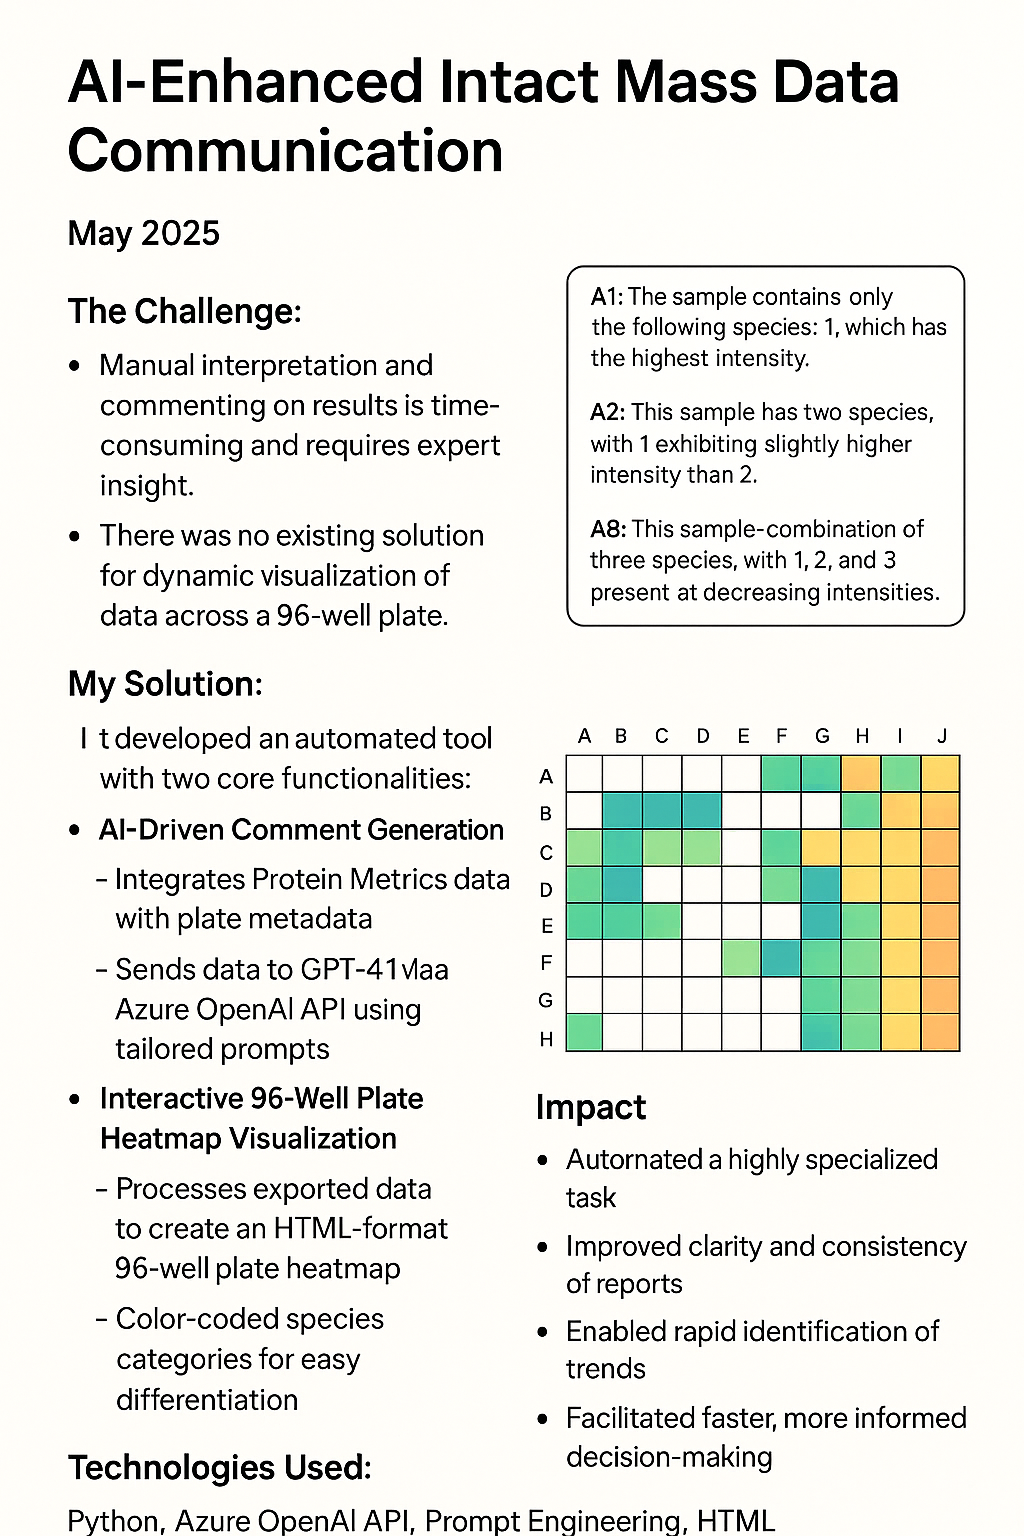 AI-Enhanced Intact Mass Data
Communication
May 2025
The Challenge:
• Manual interpretation and
commenting on results is time-
consuming and requires expert
insight.
• There was no existing solution
for dynamic visualization of
data across a 96-well plate.
My Solution:
I t developed an automated tool
with two core functionalities:
• AI-Driven Comment Generation
– Integrates Protein Metrics data
with plate metadata
– Sends data to GPT-41
Azure OpenAI API using
tailored prompts
• Interactive 96-Well Plate
Heatmap Visualization
– Processes exported data
to create an HTML-format
96-well plate heatmap
– Color-coded species
categories for easy
differentiation
Technologies Used:
Python, Azure OpenAI API, Prompt Engineering, HTML
A1: The sample contains only
the following species: 1, which has
the highest intensity.
A2: This sample has two species,
with 1 exhibiting slightly higher
intensity than 2.
A8: This sample-combination of
three species, with 1, 2, and 3
present at decreasing intensities.
A B C D E F G H I J
A
B
C
D
E
F
G
H
Impact
• Autornated a highly specialized
task
• Improved clarity and consistency
of reports
• Enabled rapid identification of
trends
• Facilitated faster, more informed
decision-making